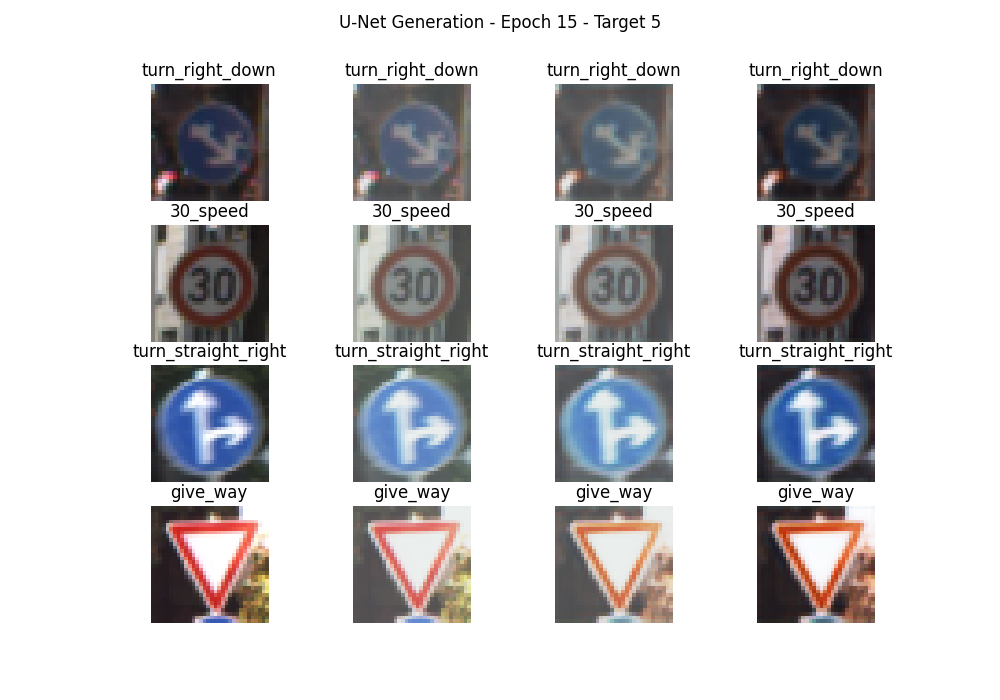 U-Net Generation - Epoch 15 - Target 5
turn_right_down turn_right_down turn_right_down turn_right_down
30_speed 30_speed 30_speed 30_speed
30 30 30 30
turn_straight_right turn_straight_right turn_straight_right turn_straight_right
give_way give_way give_way give_way